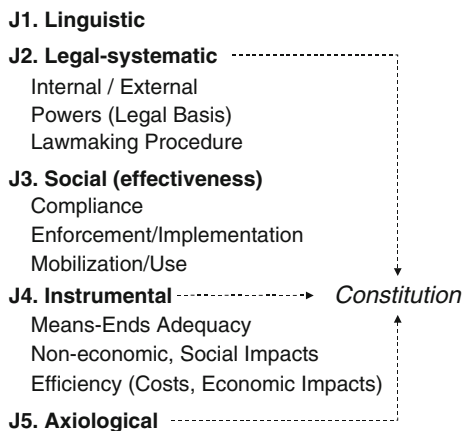 J1. Linguistic
J2. Legal-systematic
Internal / External
Powers (Legal Basis)
Lawmaking Procedure
J3. Social (effectiveness)
Compliance
Enforcement/Implementation
Mobilization/Use
J4. Instrumental
Constitution
Means-Ends Adequacy
Non-economic, Social Impacts
Efficiency (Costs, Economic Impacts)
J5. Axiological